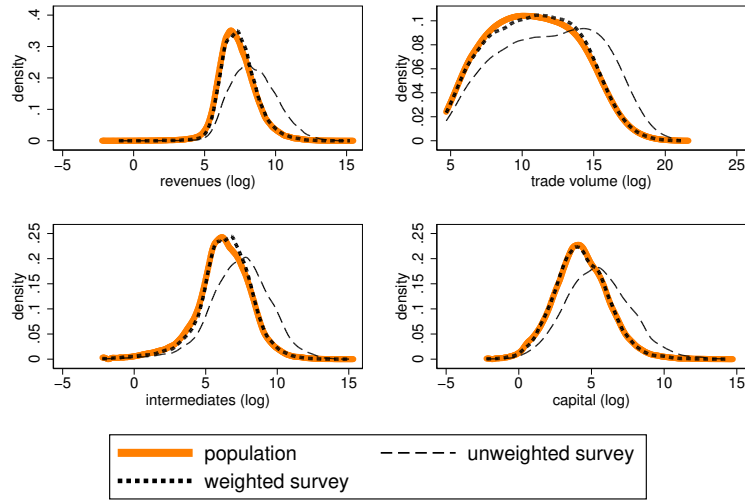 density
0 .1 .2 .3 .4
-5 0 5 10 15
revenues (log)
density
0 .02 .04 .06 .08 .1
5 10 15 20 25
trade volume (log)
density
0 .05 .1 .15 .2 .25
-5 0 5 10 15
intermediates (log)
density
0 .05 .1 .15 .2 .25
-5 0 5 10 15
capital (log)
population
unweighted survey
weighted survey